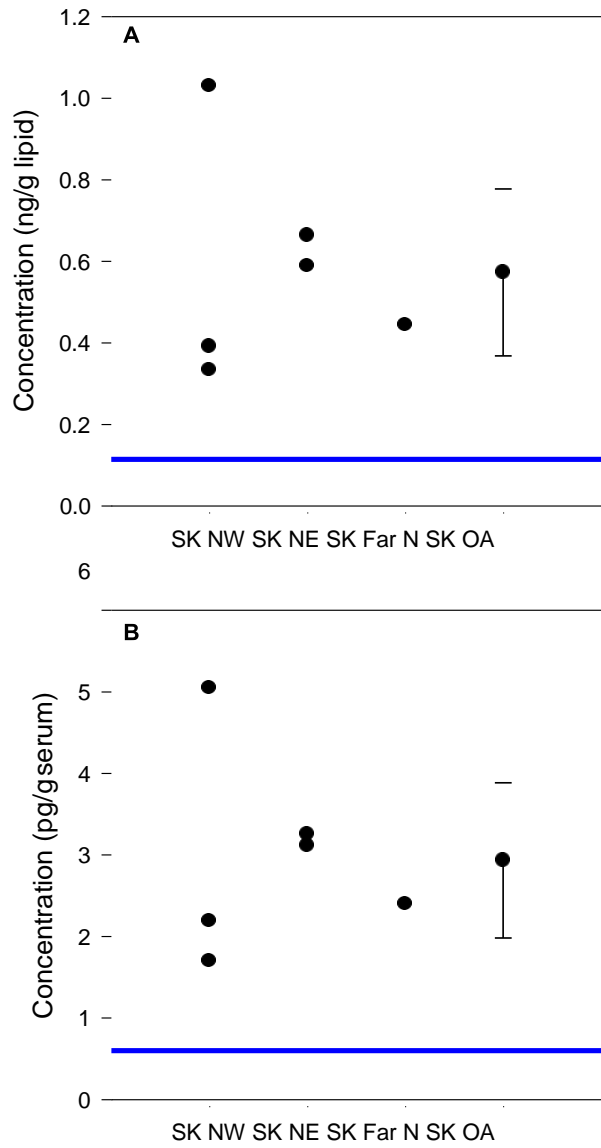 1.2
A
1.0
0.8
0.6
0.4
0.2
0.0
Concentration (ng/g lipid)
SK NW SK NE SK Far N SK OA
6
B
5
4
3
2
1
0
Concentration (pg/gserum)
SK NW SK NE SK Far N SK OA